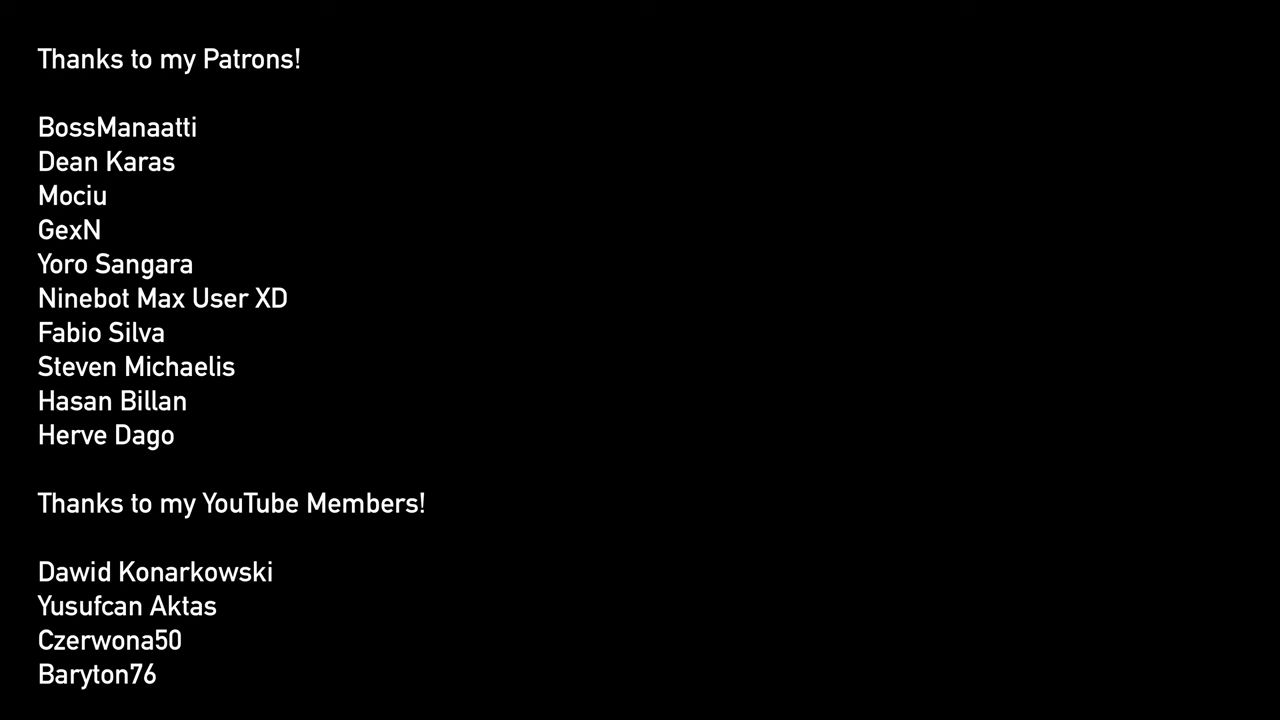 Thanks to my Patrons!
BossManaatti
Dean Karas
Mociu
GexN
Yoro Sangara
Ninebot Max User XD
Fabio Silva
Steven Michaelis
Hasan Billan
Herve Dago
Thanks to my YouTube Members!
Dawid Konarkowski
Yusufcan Aktas
Czerwona50
Baryton76